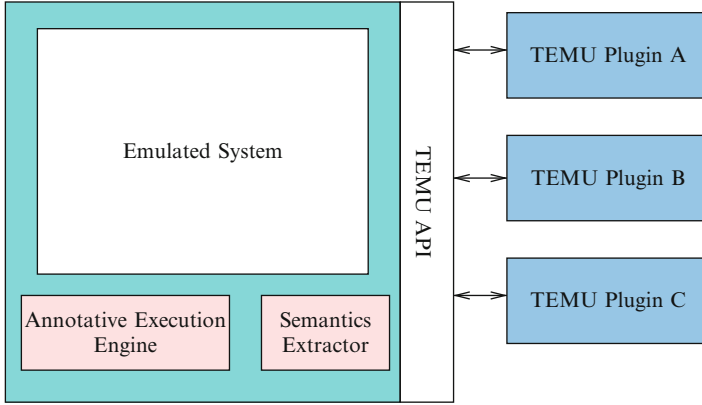 Emulated System
Annotative Execution
Engine
Semantics
Extractor
TEMU API
TEMU Plugin A
TEMU Plugin B
TEMU Plugin C